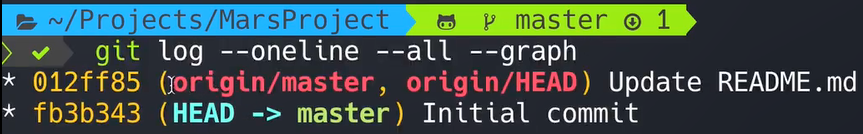 ~/Projects/MarsProject master 1
git log --oneline --all --graph
* 012ff85 (origin/master, origin/HEAD) Update README.md
* fb3b343 (HEAD -> master) Initial commit